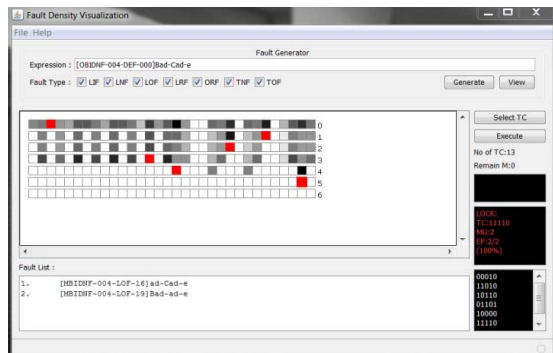 Fault Density Visualization
File Help
Fault Generator
Expression : [OBIDNF-004-DEF-000]Bad-Cad-e
Fault Type : LIF LNF LOF LRF ORF TNF TOF
Generate View
Select TC
Execute
No of TC:13
Remain M:0
0
1
2
3
4
5
6
LOCK:
TC:11110
MU:2
EF:2/2
(100%)
Fault List :
1. [MBIDNF-004-LOF-16]ad-Cad-e
2. [MBIDNF-004-LOF-19]Bad-ad-e
00010
11010
10110
01101
10000
11110